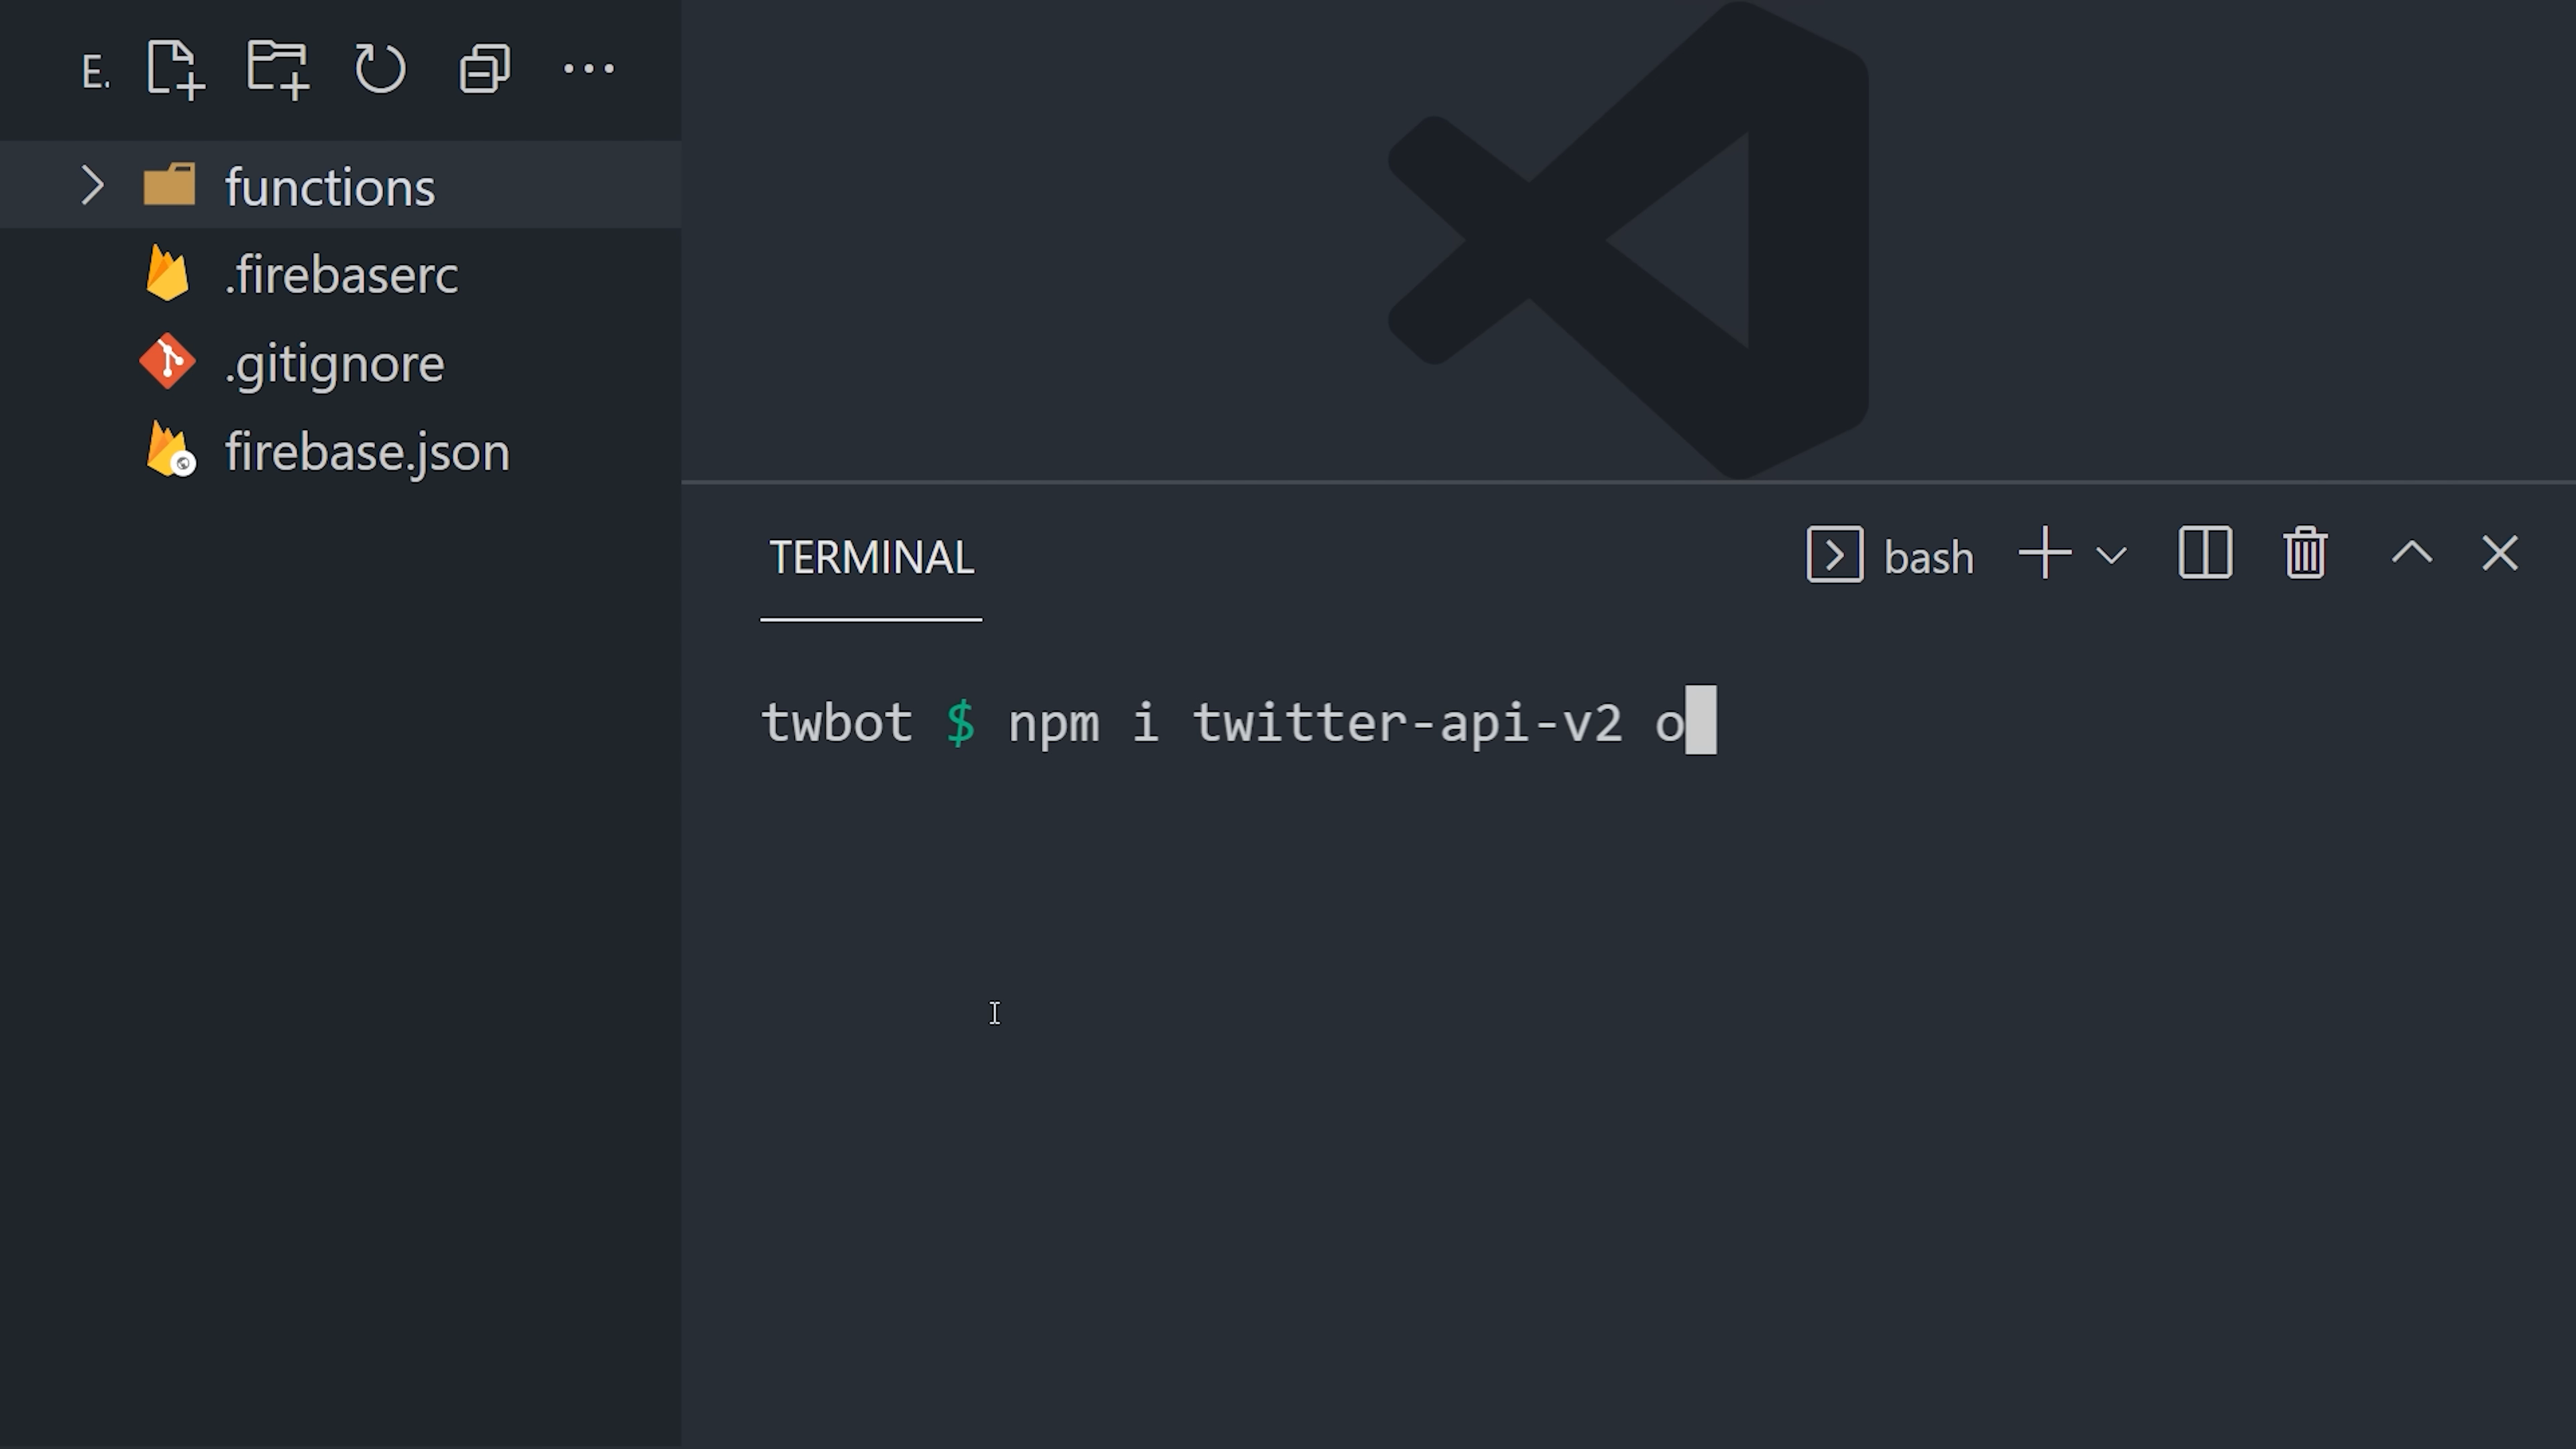 E.
functions
.firebaserc
.gitignore
firebase.json
TERMINAL
bash
twbot $ npm i twitter-api-v2 o